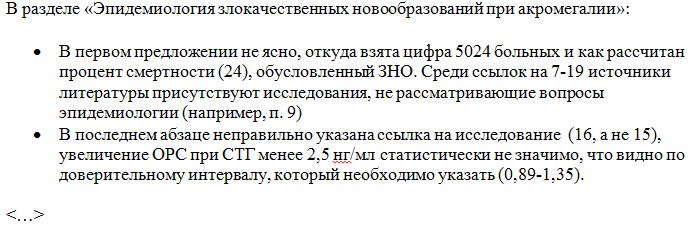 В разделе «Эпидемиология злокачественных новообразований при акромегалии»:
• В первом предложении не ясно, откуда взята цифра 5024 больных и как рассчитан
процент смертности (24), обусловленный ЗНО. Среди ссылок на 7-19 источники
литературы присутствуют исследования, не рассматривающие вопросы
эпидемиологии (например, п. 9)
• В последнем абзаце неправильно указана ссылка на исследование (16, а не 15),
увеличение ОРС при СТГ менее 2,5 нг/мл статистически не значимо, что видно по
доверительному интервалу, который необходимо указать (0,89-1,35).
<...>